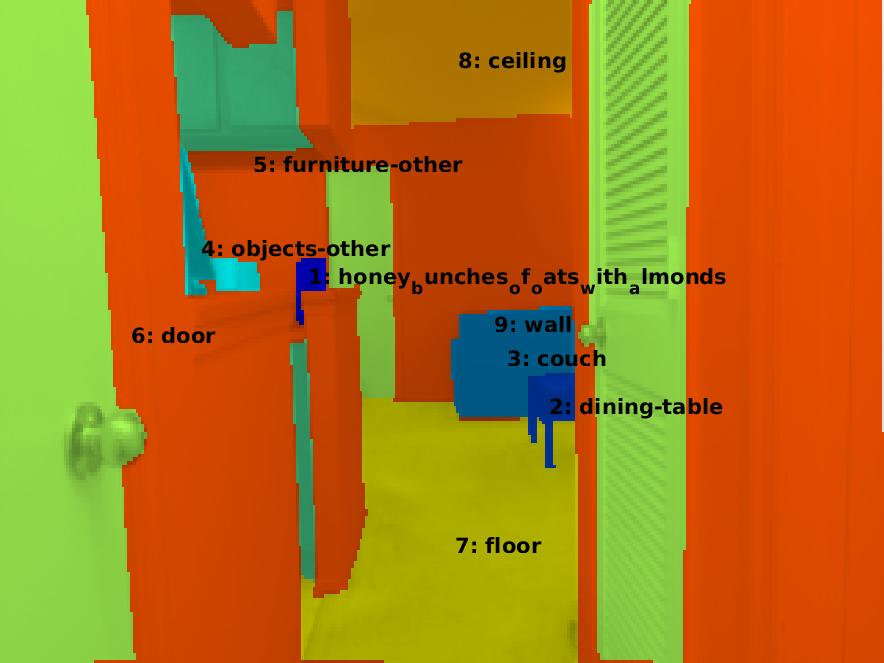 8: ceiling
5: furniture-other
4: objects-other
1: honey_bunches_of_oats_with_almonds
9: wall
6: door
3: couch
2: dining-table
7: floor